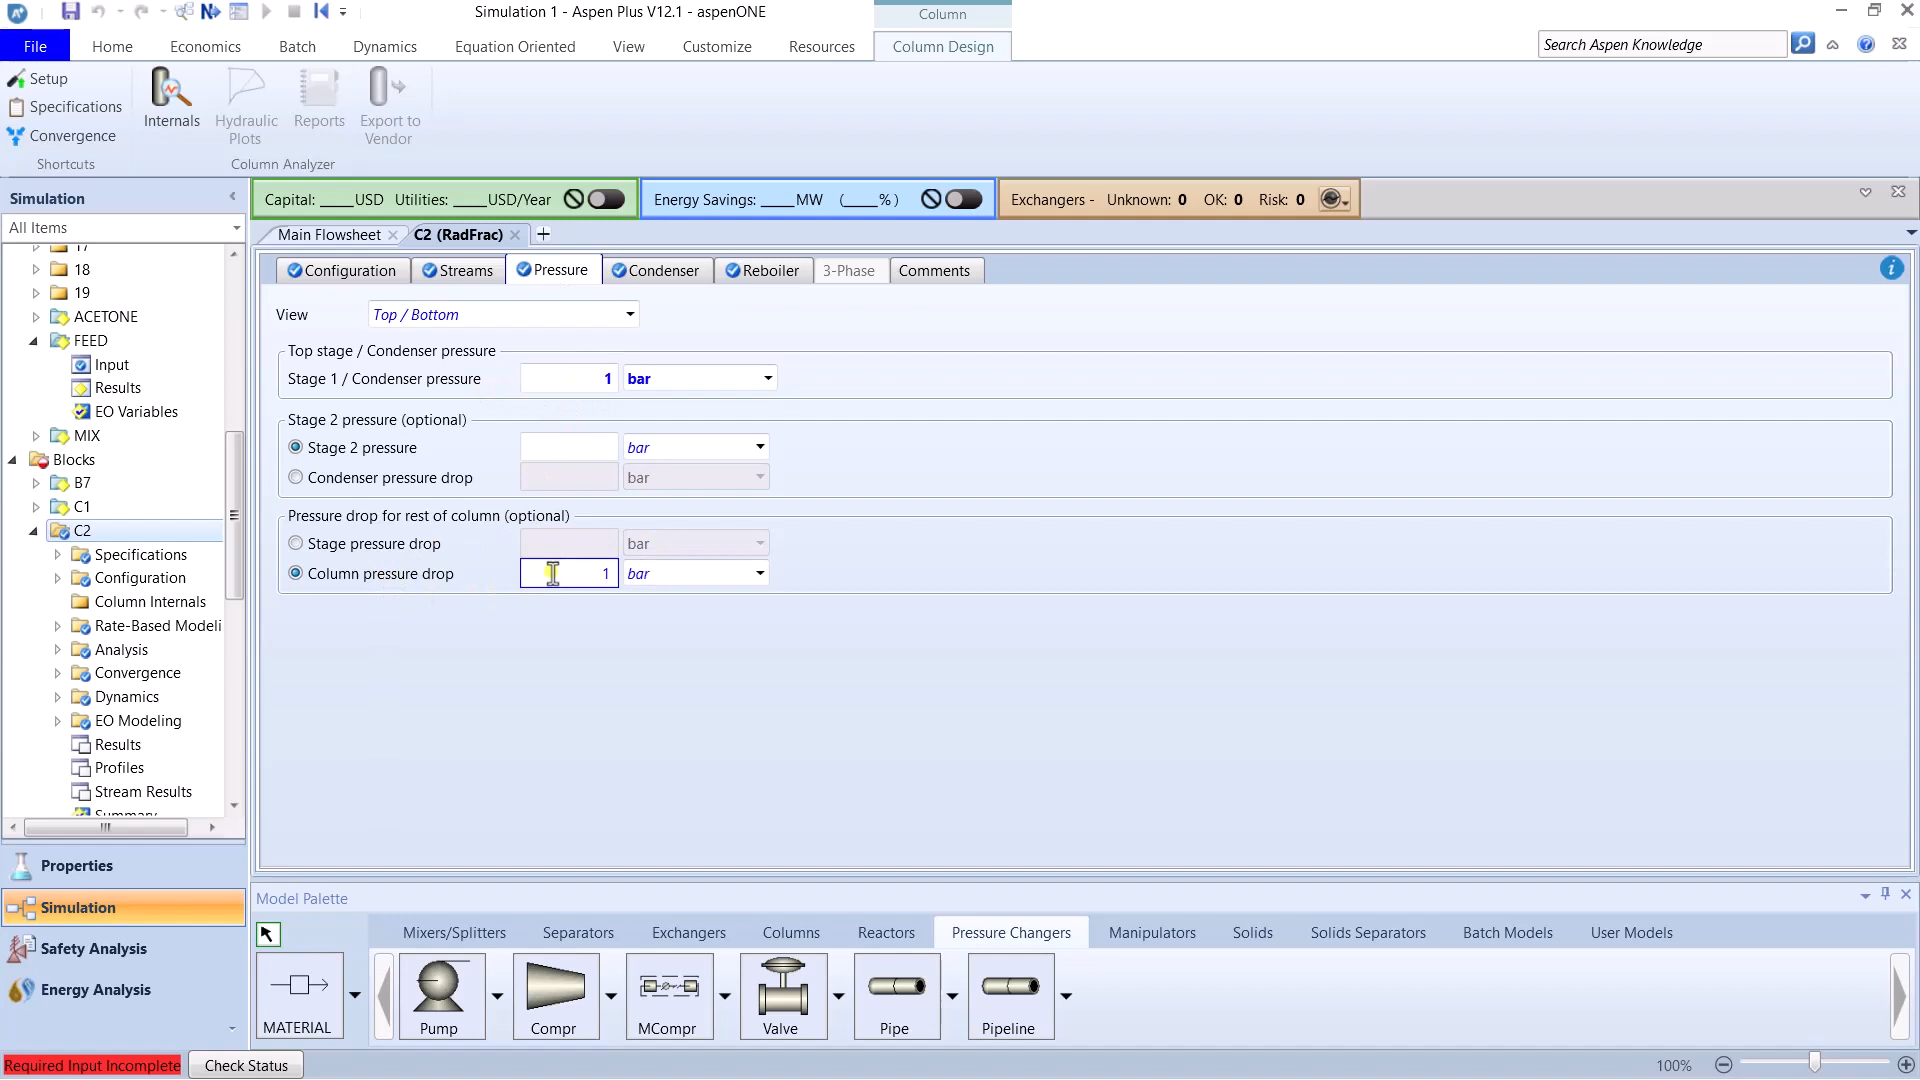 Simulation 1 - Aspen Plus V12.1 - aspenONE
Column
File Home Economics Batch Dynamics Equation Oriented View Customize Resources Column Design Search Aspen Knowledge
Setup
Specifications
Convergence
Shortcuts
Internals
Hydraulic Plots
Reports
Export to Vendor
Column Analyzer
Simulation
Capital: _____USD Utilities: _____USD/Year
Energy Savings: _____MW (_____%)
Exchangers - Unknown: 0 OK: 0 Risk: 0
All Items
Main Flowsheet
C2 (RadFrac)
17
18
19
ACETONE
FEED
Input
Results
EO Variables
MIX
Blocks
B7
C1
C2
Specifications
Configuration
Column Internals
Rate-Based Modeli
Analysis
Convergence
Dynamics
EO Modeling
Results
Profiles
Stream Results
Summary
Configuration Streams Pressure Condenser Reboiler 3-Phase Comments
View Top / Bottom
Top stage / Condenser pressure
Stage 1 / Condenser pressure 1 bar
Stage 2 pressure (optional)
Stage 2 pressure bar
Condenser pressure drop bar
Pressure drop for rest of column (optional)
Stage pressure drop bar
Column pressure drop 1 bar
Properties
Simulation
Safety Analysis
Energy Analysis
Model Palette
Mixers/Splitters Separators Exchangers Columns Reactors Pressure Changers Manipulators Solids Solids Separators Batch Models User Models
MATERIAL Pump Compr MCompr Valve Pipe Pipeline
Required Input Incomplete Check Status 100%